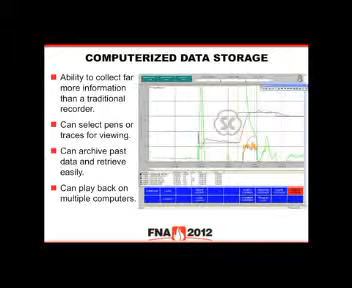 COMPUTERIZED DATA STORAGE
Ability to collect far
more information
than a traditional
recorder.
Can select pens or
traces for viewing.
Can archive past
data and retrieve
easily.
Can play back on
multiple computers.
SC
FNA 2012